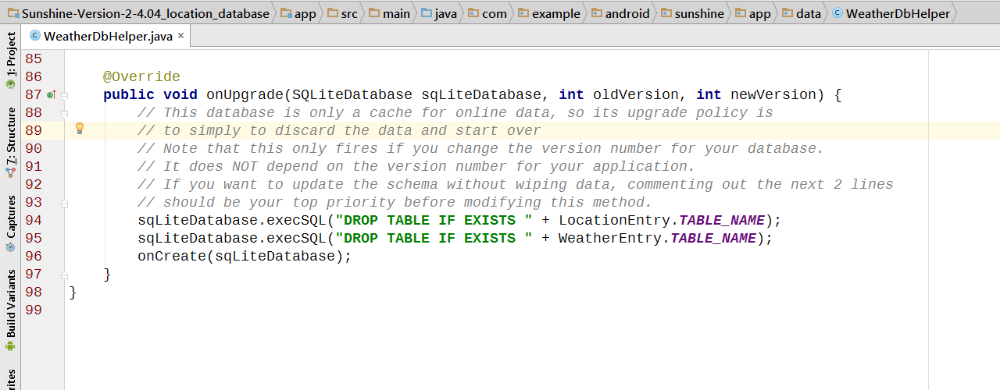 Sunshine-Version-2-4.04_location_database app src main java com example android sunshine app data WeatherDbHelper
WeatherDbHelper.java ×
1: Project
7: Structure
Captures
Build Variants
85
86 @Override
87 public void onUpgrade(SQLiteDatabase sqLiteDatabase, int oldVersion, int newVersion) {
88 // This database is only a cache for online data, so its upgrade policy is
89 // to simply to discard the data and start over
90 // Note that this only fires if you change the version number for your database.
91 // It does NOT depend on the version number for your application.
92 // If you want to update the schema without wiping data, commenting out the next 2 lines
93 // should be your top priority before modifying this method.
94 sqLiteDatabase.execSQL("DROP TABLE IF EXISTS " + LocationEntry.TABLE_NAME);
95 sqLiteDatabase.execSQL("DROP TABLE IF EXISTS " + WeatherEntry.TABLE_NAME);
96 onCreate(sqLiteDatabase);
97 }
98 }
99